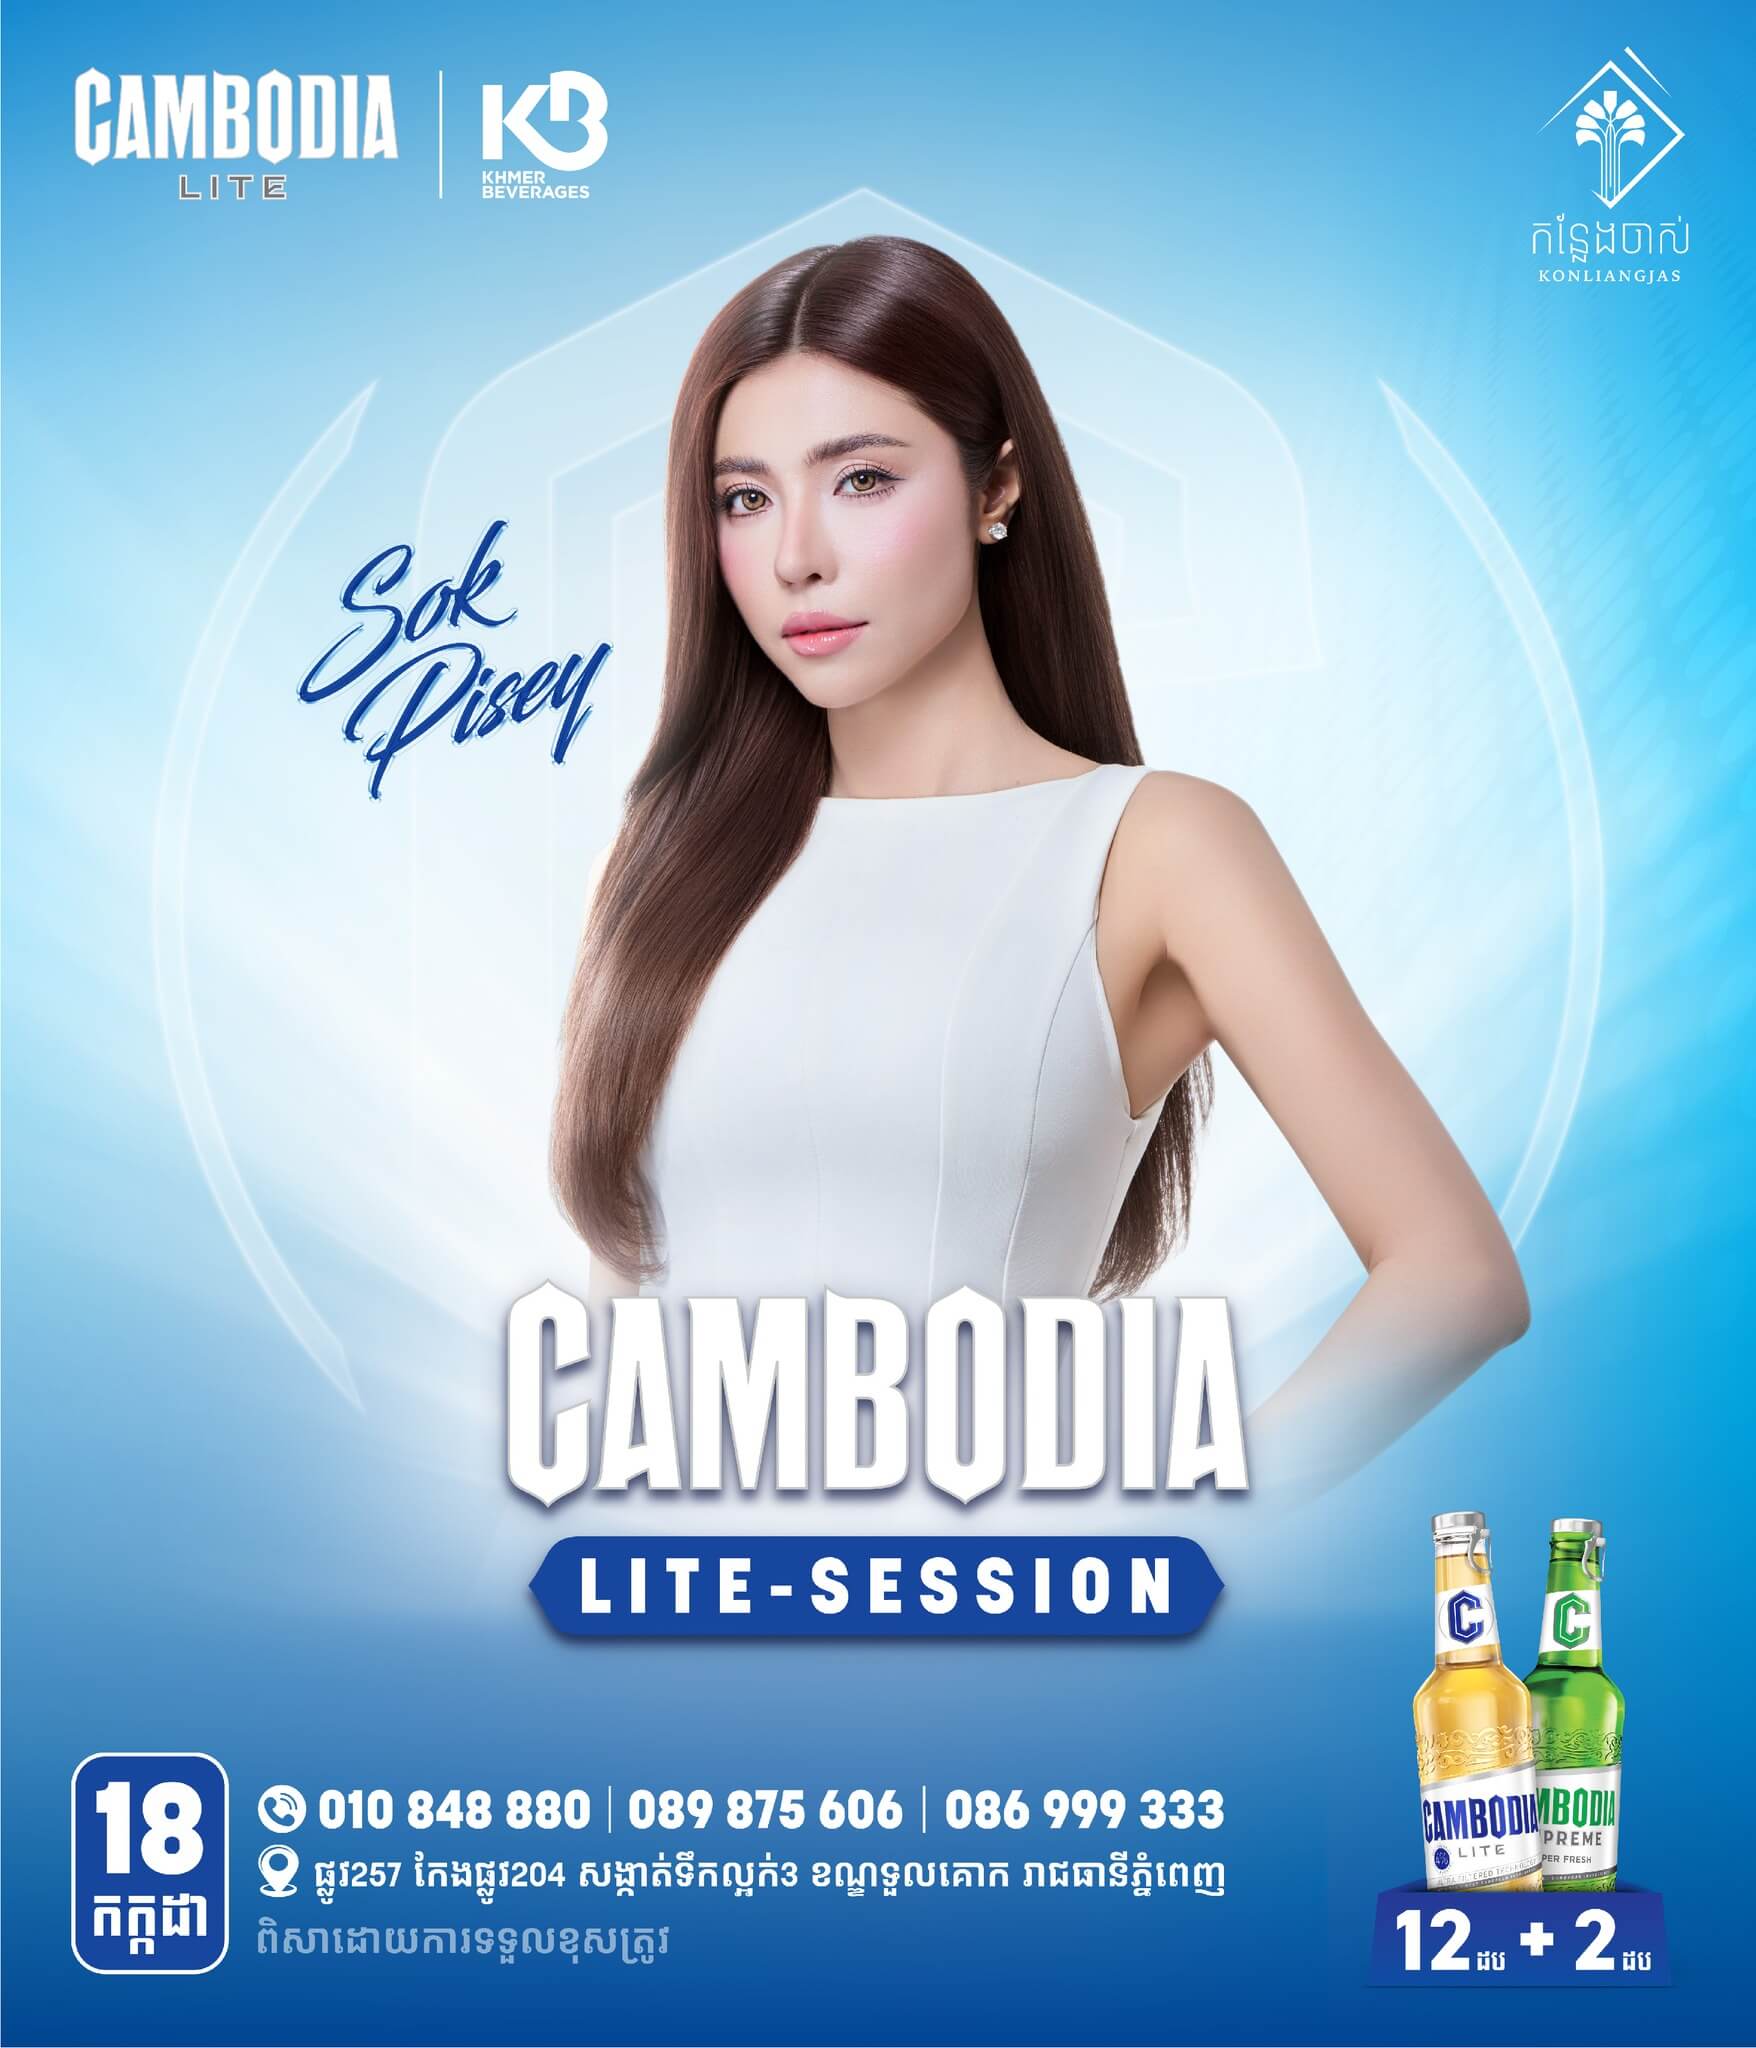 CAMBODIA
LITE
KB
KHMER
BEVERAGES
កន្លែងចាស់
KONLIANGJAS
Sok
Pisey
CAMBODIA
LITE-SESSION
18
កក្កដា
010 848 880 | 089 875 606 | 086 999 333
ផ្លូវ257 កែងផ្លូវ204 សង្កាត់ទឹកល្អក់3 ខណ្ឌទួលគោក រាជធានីភ្នំពេញ
ពិសាដោយការទទួលខុសត្រូវ
C
C
CAMBODIA
LITE
MBODIA
PREME
PER FRESH
12 ដប + 2 ដប